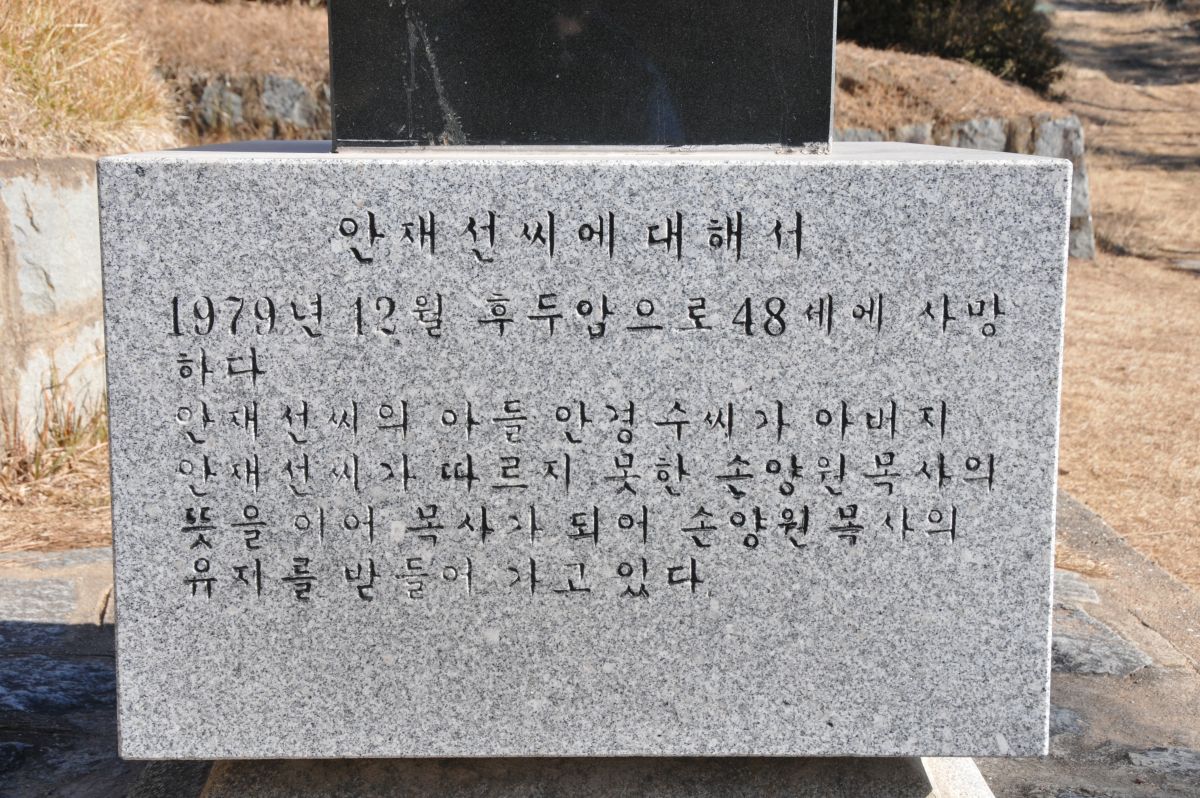 안재선씨에 대해서
1979년 12월 후두암으로 48세에 사망
하다
안재선씨의 아들 안경수씨가 아버지
안재선씨가 따르지 못한 손양원목사의
뜻을 이어 목사가 되어 손양원목사의
유지를 받들어 가고있다